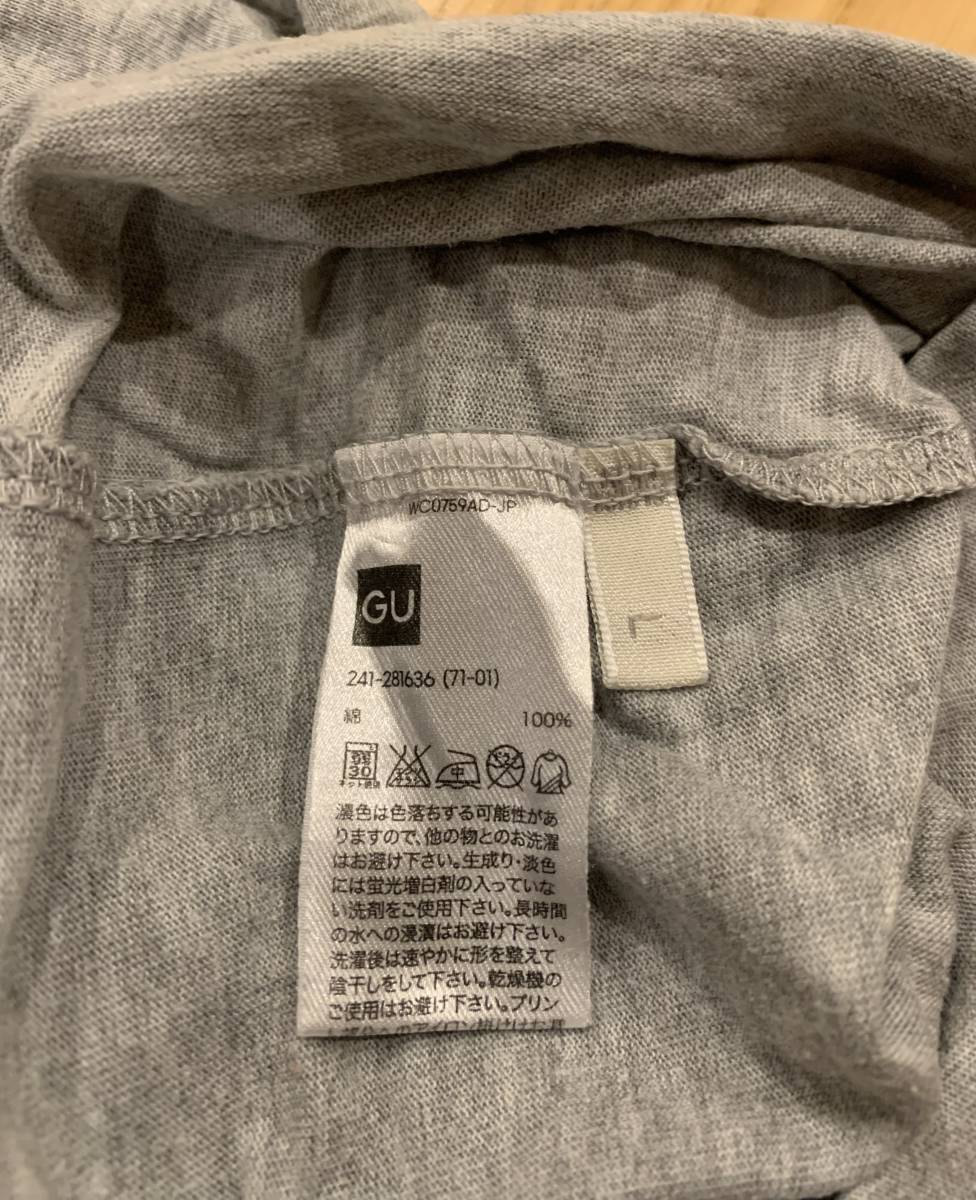 WC0759AD-JP
GU
L
241-281636 (71-01)
綿 100%
30 中
濃色は色落ちする可能性があ
りますので、他の物とのお洗濯
はお避け下さい。生成り・淡色
には蛍光増白剤の入っていな
い洗剤をご使用下さい。長時間
の水への浸漬はお避け下さい。
洗濯後は速やかに形を整えて
陰干しをして下さい。乾燥機の
ご使用はお避け下さい。プリン